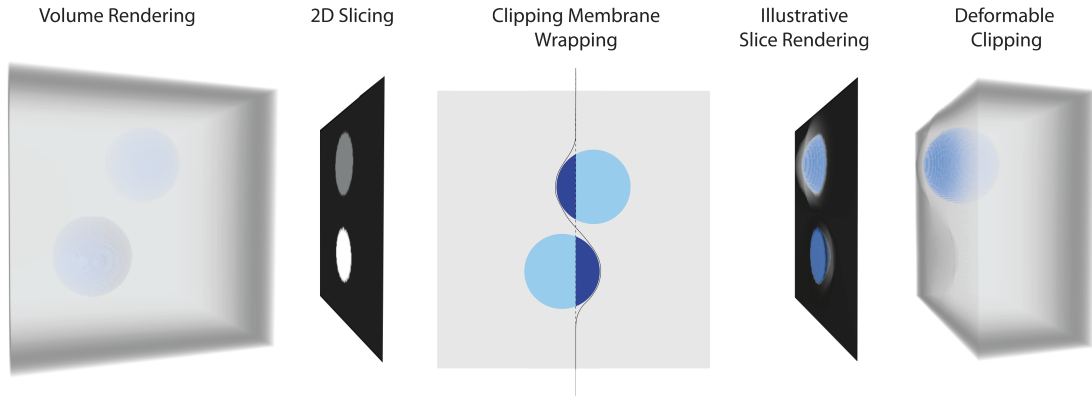 Volume Rendering
2D Slicing
Clipping Membrane
Wrapping
Illustrative
Slice Rendering
Deformable
Clipping